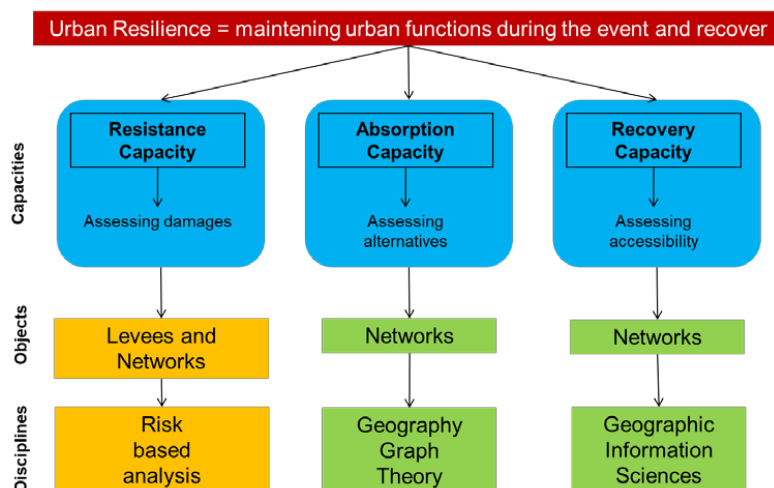 Urban Resilience = maintening urban functions during the event and recover
Capacities
Resistance
Capacity
Absorption
Capacity
Recovery
Capacity
Assessing damages
Assessing
alternatives
Assessing
accessibility
Objects
Levees and
Networks
Networks
Networks
Disciplines
Risk
based
analysis
Geography
Graph
Theory
Geographic
Information
Sciences